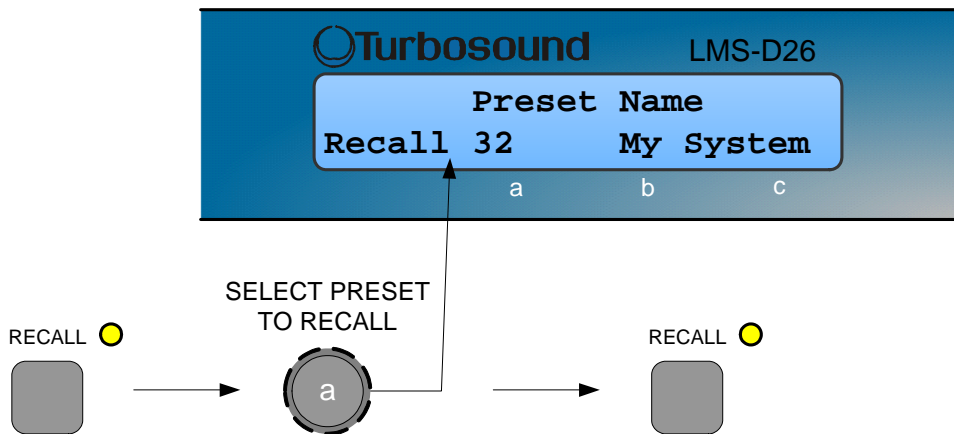 Turbosound LMS-D26
Preset Name
Recall 32 My System
a b c
SELECT PRESET
TO RECALL
RECALL RECALL
a